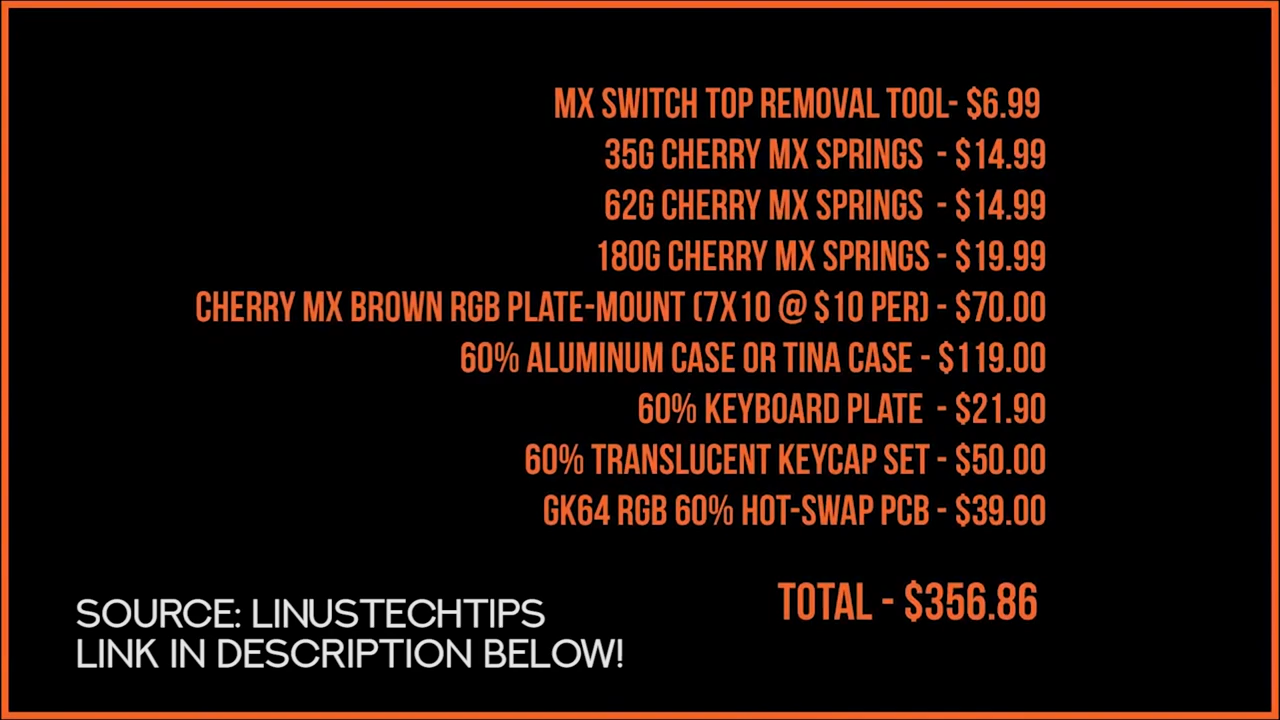 MX SWITCH TOP REMOVAL TOOL- $6.99
35G CHERRY MX SPRINGS - $14.99
62G CHERRY MX SPRINGS - $14.99
180G CHERRY MX SPRINGS - $19.99
CHERRY MX BROWN RGB PLATE-MOUNT (7X10 @ $10 PER) - $70.00
60% ALUMINUM CASE OR TINA CASE - $119.00
60% KEYBOARD PLATE - $21.90
60% TRANSLUCENT KEYCAP SET - $50.00
GK64 RGB 60% HOT-SWAP PCB - $39.00
TOTAL - $356.86
SOURCE: LINUSTECHTIPS
LINK IN DESCRIPTION BELOW!